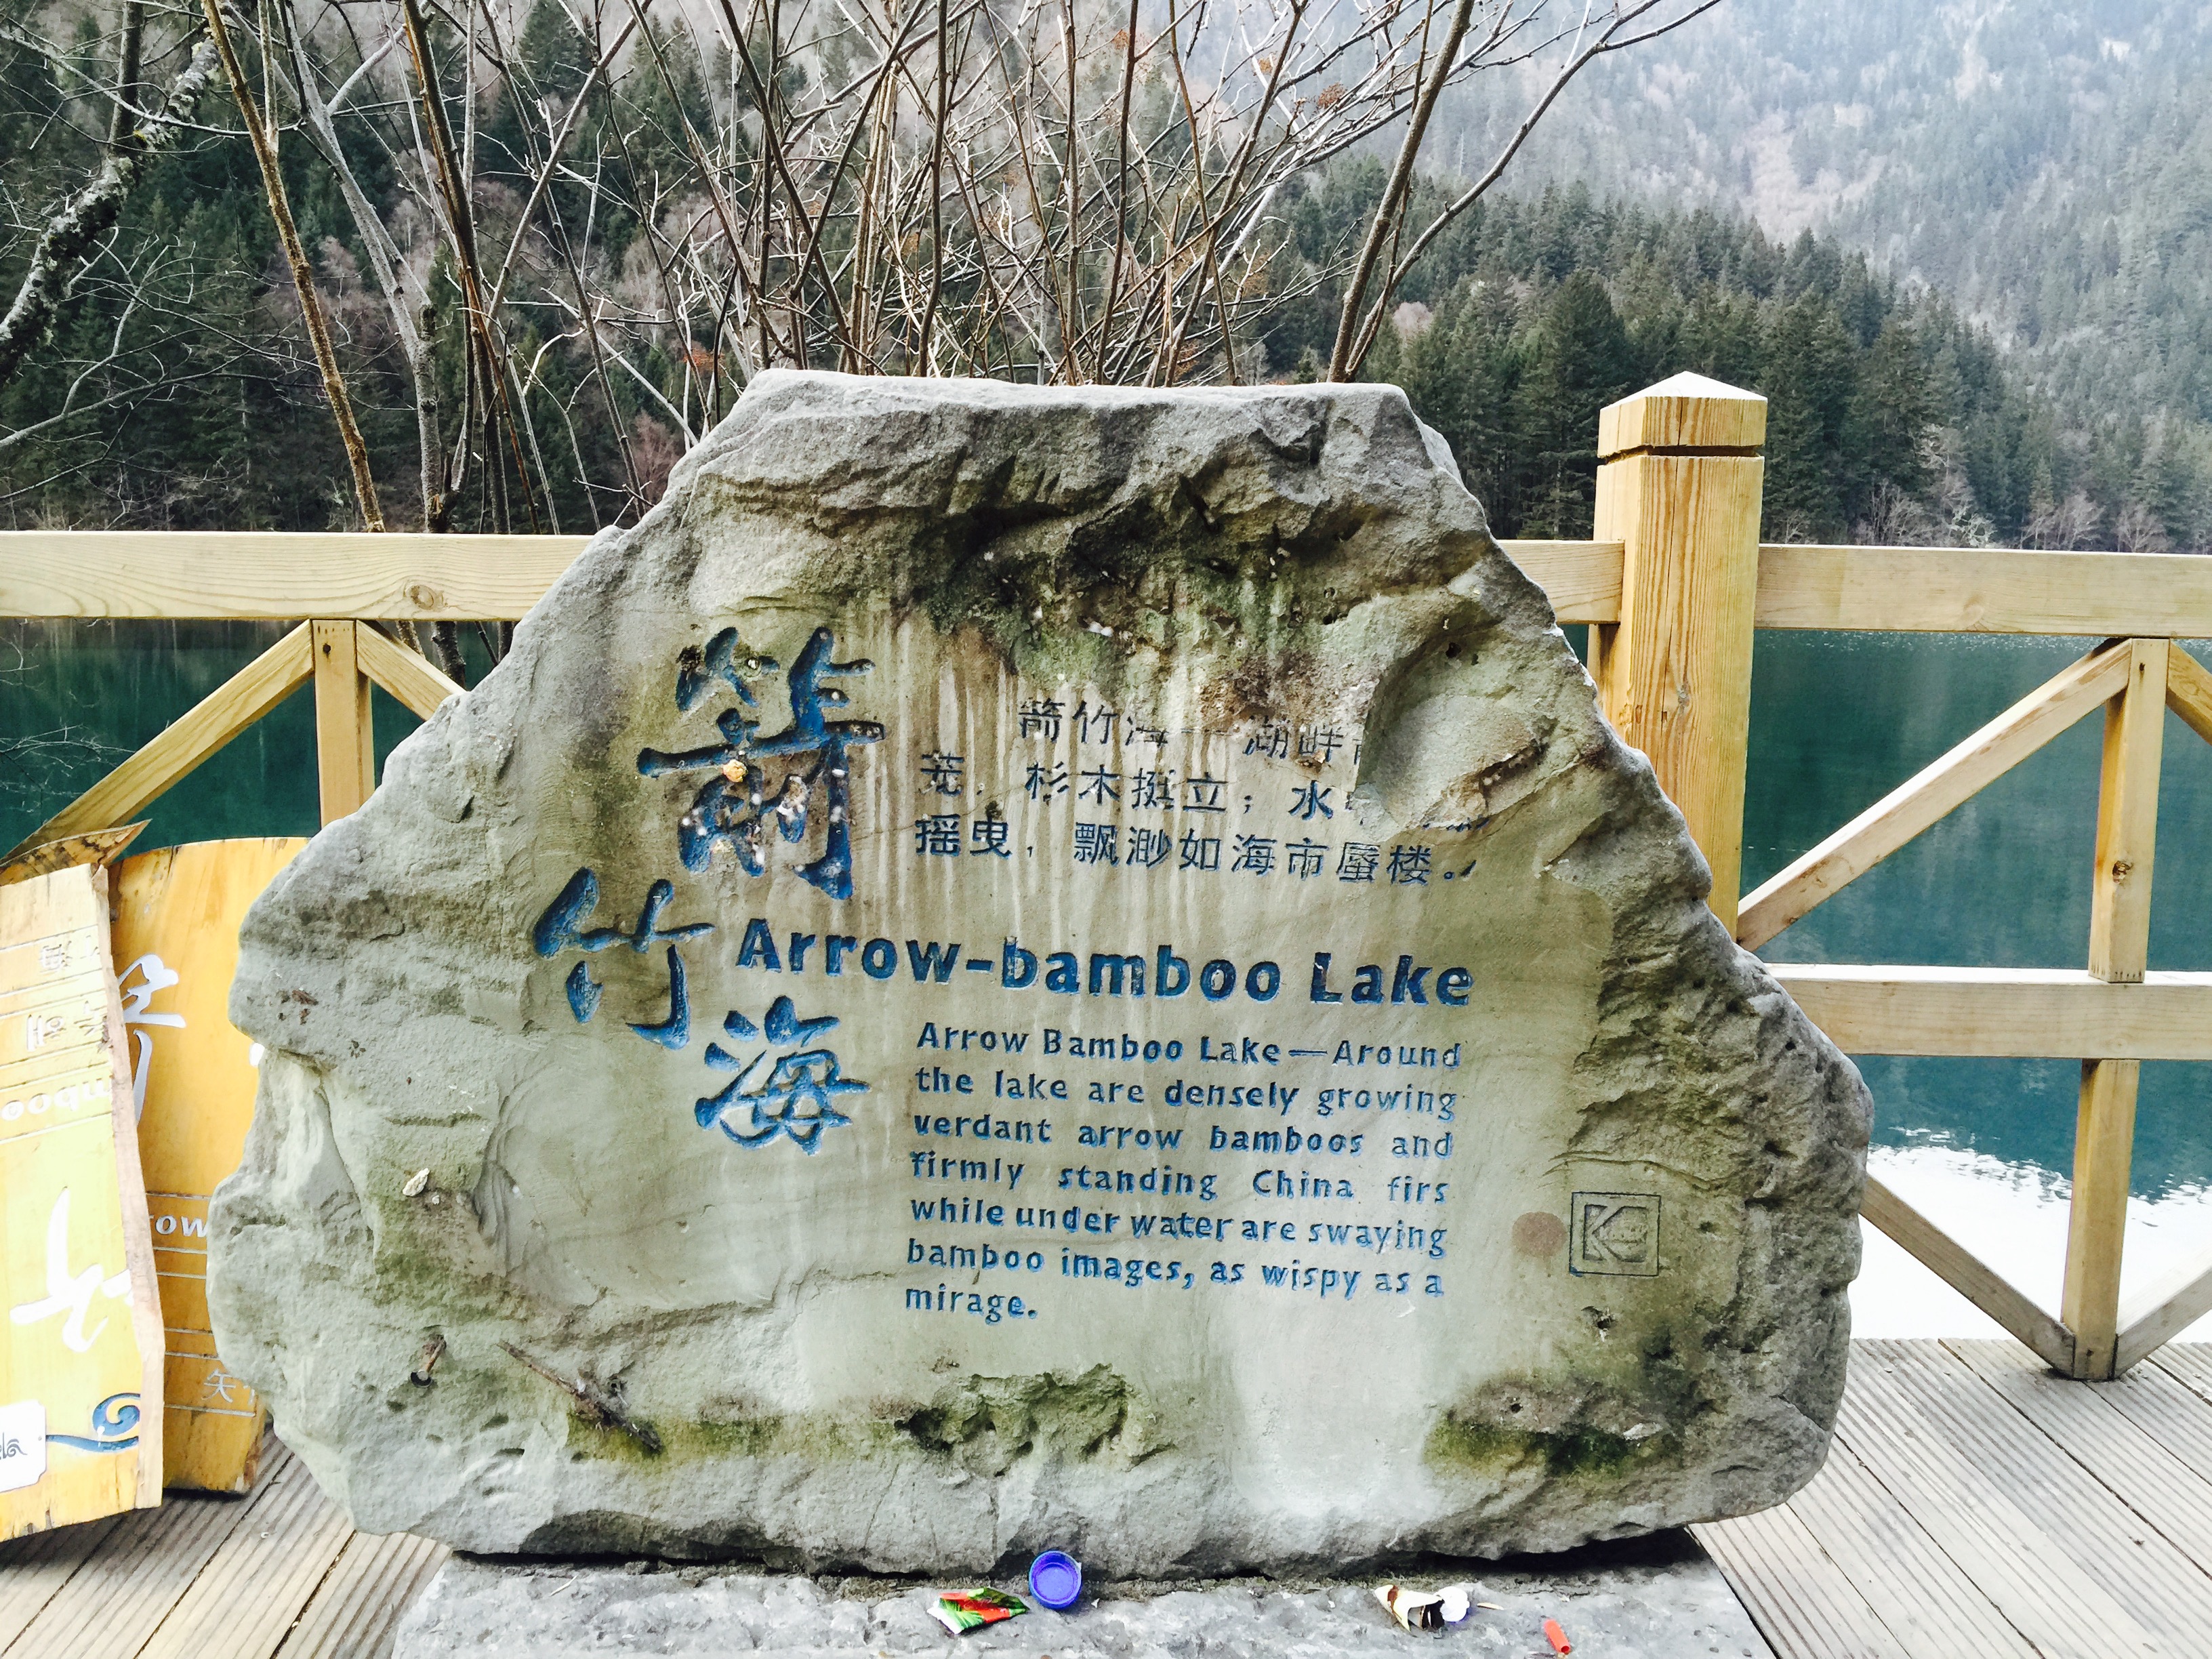 箭竹海
箭竹海 — 湖畔
茏，杉木挺立；水
摇曳，飘渺如海市蜃楼。
Arrow-bamboo Lake
Arrow Bamboo Lake—Around
the lake are densely growing
verdant arrow bamboos and
firmly standing China firs
while under water are swaying
bamboo images, as wispy as a
mirage.